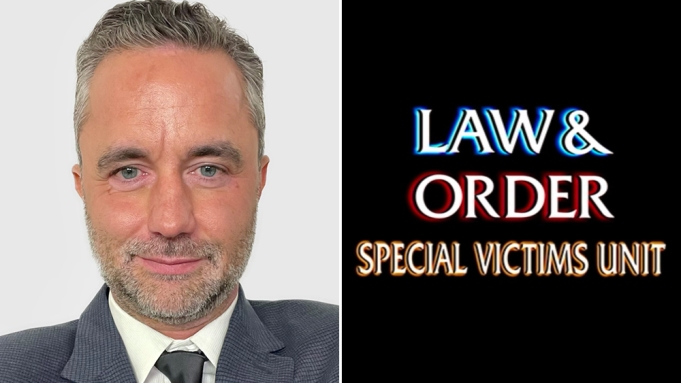 LAW &
ORDER
SPECIAL VICTIMS UNIT